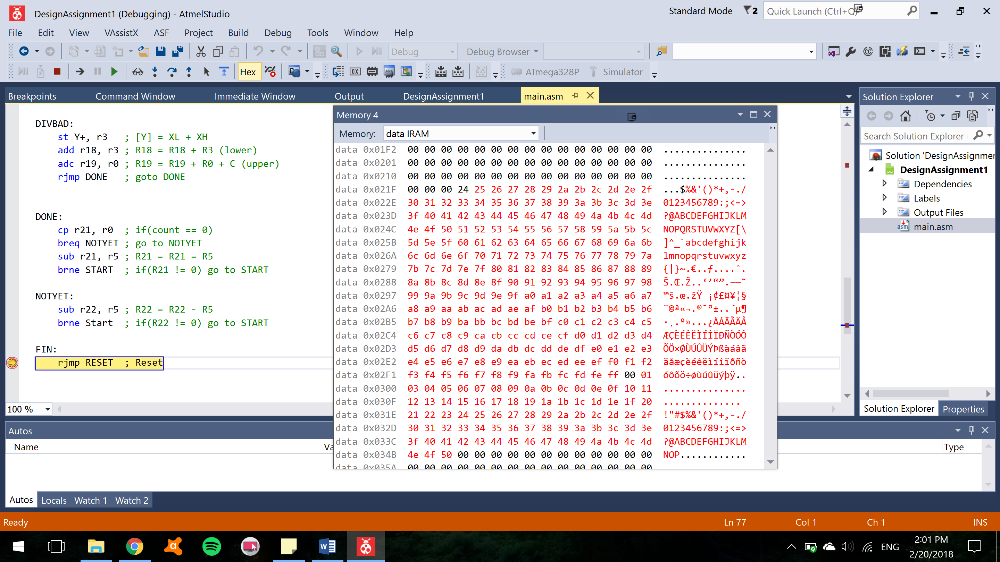 DesignAssignment1 (Debugging) - AtmelStudio
Standard Mode
2
Quick Launch (Ctrl+Q)
File Edit View VAssistX ASF Project Build Debug Tools Window Help
Debug
Debug Browser
Hex
ATmega328P
Simulator
Breakpoints
Command Window
Immediate Window
Output
DesignAssignment1
main.asm
DIVBAD:
st Y+, r3 ; [Y] = XL + XH
add r18, r3 ; R18 = R18 + R3 (lower)
adc r19, r0 ; R19 = R19 + R0 + C (upper)
rjmp DONE ; goto DONE
DONE:
cp r21, r0 ; if(count == 0)
breq NOTYET ; go to NOTYET
sub r21, r5 ; R21 = R21 = R5
brne START ; if(R21 != 0) go to START
NOTYET:
sub r22, r5 ; R22 = R22 - R5
brne Start ; if(R22 != 0) go to START
FIN:
rjmp RESET ; Reset
100 %
Memory 4
Memory: data IRAM
data 0x01F2 00 00 00 00 00 00 00 00 00 00 00 00 00 00 00 ...............
data 0x0201 00 00 00 00 00 00 00 00 00 00 00 00 00 00 00 ...............
data 0x0210 00 00 00 00 00 00 00 00 00 00 00 00 00 00 00 ...............
data 0x021F 00 00 00 24 25 26 27 28 29 2a 2b 2c 2d 2e 2f ...$%&'()*+,-./
data 0x022E 30 31 32 33 34 35 36 37 38 39 3a 3b 3c 3d 3e 0123456789:;<=>
data 0x023D 3f 40 41 42 43 44 45 46 47 48 49 4a 4b 4c 4d ?@ABCDEFGHIJKLM
data 0x024C 4e 4f 50 51 52 53 54 55 56 57 58 59 5a 5b 5c NOPQRSTUVWXYZ[\
data 0x025B 5d 5e 5f 60 61 62 63 64 65 66 67 68 69 6a 6b ]^_`abcdefghijk
data 0x026A 6c 6d 6e 6f 70 71 72 73 74 75 76 77 78 79 7a lmnopqrstuvwxyz
data 0x0279 7b 7c 7d 7e 7f 80 81 82 83 84 85 86 87 88 89 {|}~.€..ƒ....ˆ.
data 0x0288 8a 8b 8c 8d 8e 8f 90 91 92 93 94 95 96 97 98 Š.Œ.Ž..‘’“”.–—˜
data 0x0297 99 9a 9b 9c 9d 9e 9f a0 a1 a2 a3 a4 a5 a6 a7 ™š.œ.žŸ ¡¢£¤¥¦§
data 0x02A6 a8 a9 aa ab ac ad ae af b0 b1 b2 b3 b4 b5 b6 ¨©ª«¬.®¯°±..´µ¶
data 0x02B5 b7 b8 b9 ba bb bc bd be bf c0 c1 c2 c3 c4 c5 ·¸.º»...¿ÀÁÂÃÄÅ
data 0x02C4 c6 c7 c8 c9 ca cb cc cd ce cf d0 d1 d2 d3 d4 ÆÇÈÉÊËÌÍÎÏÐÑÒÓÔ
data 0x02D3 d5 d6 d7 d8 d9 da db dc dd de df e0 e1 e2 e3 ÕÖ×ØÙÚÛÜÝÞßàáâã
data 0x02E2 e4 e5 e6 e7 e8 e9 ea eb ec ed ee ef f0 f1 f2 äåæçèéêëìíîïðñò
data 0x02F1 f3 f4 f5 f6 f7 f8 f9 fa fb fc fd fe ff 00 01 óôõö÷øùúûüýþÿ..
data 0x0300 03 04 05 06 07 08 09 0a 0b 0c 0d 0e 0f 10 11 ...............
data 0x030F 12 13 14 15 16 17 18 19 1a 1b 1c 1d 1e 1f 20 ..............
data 0x031E 21 22 23 24 25 26 27 28 29 2a 2b 2c 2d 2e 2f !"#$%&'()*+,-./
data 0x032D 30 31 32 33 34 35 36 37 38 39 3a 3b 3c 3d 3e 0123456789:;<=>
data 0x033C 3f 40 41 42 43 44 45 46 47 48 49 4a 4b 4c 4d ?@ABCDEFGHIJKLM
data 0x034B 4e 4f 50 00 00 00 00 00 00 00 00 00 00 00 00 NOP............
data 0x035A 00 00 00 00 00 00 00 00 00 00 00 00 00 00 00
Solution Explorer
Search Solution Explorer
Solution 'DesignAssignmen
DesignAssignment1
Dependencies
Labels
Output Files
main.asm
Solution Explorer Properties
Autos
Name
Va
Type
Autos Locals Watch 1 Watch 2
Ready
Ln 77
Col 1
Ch 1
INS
ENG
2:01 PM
2/20/2018